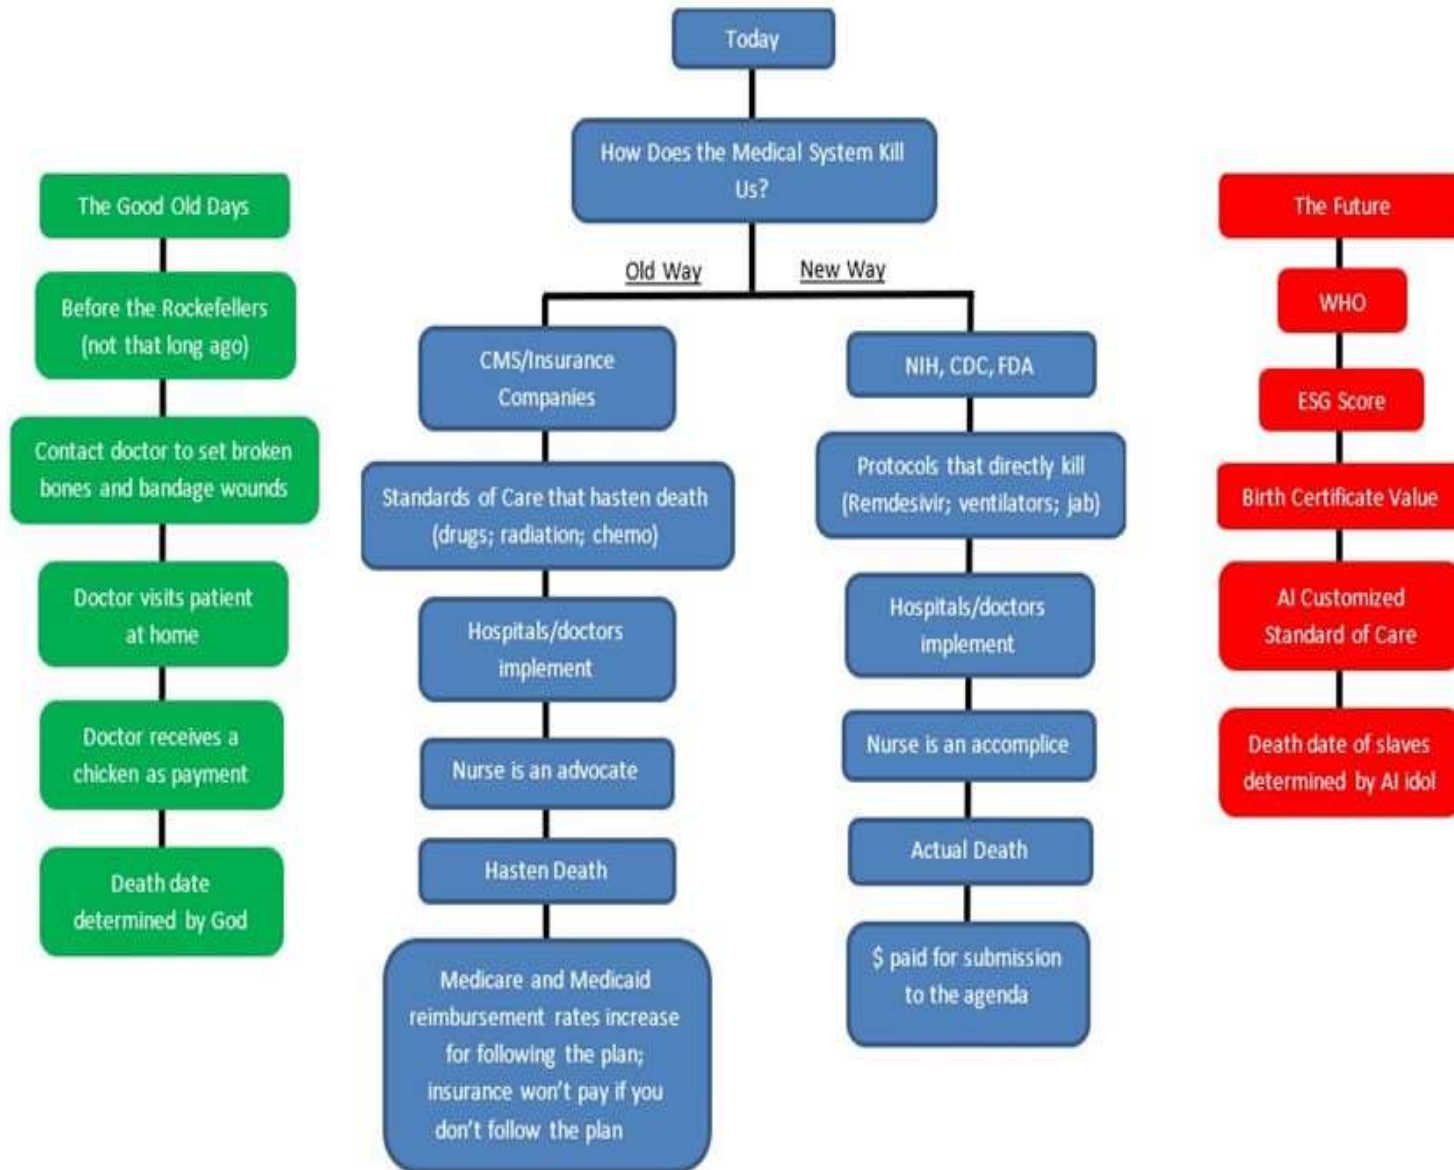 Today
How Does the Medical System Kill
Us?
Old Way
New Way
The Good Old Days
Before the Rockefellers
(not that long ago)
Contact doctor to set broken
bones and bandage wounds
Doctor visits patient
at home
Doctor receives a
chicken as payment
Death date
determined by God
CMS/Insurance
Companies
Standards of Care that hasten death
(drugs; radiation; chemo)
Hospitals/doctors
implement
Nurse is an advocate
Hasten Death
Medicare and Medicaid
reimbursement rates increase
for following the plan;
insurance won't pay if you
don't follow the plan
NIH, CDC, FDA
Protocols that directly kill
(Remdesivir; ventilators; jab)
Hospitals/doctors
implement
Nurse is an accomplice
Actual Death
$ paid for submission
to the agenda
The Future
WHO
ESG Score
Birth Certificate Value
AI Customized
Standard of Care
Death date of slaves
determined by AI idol